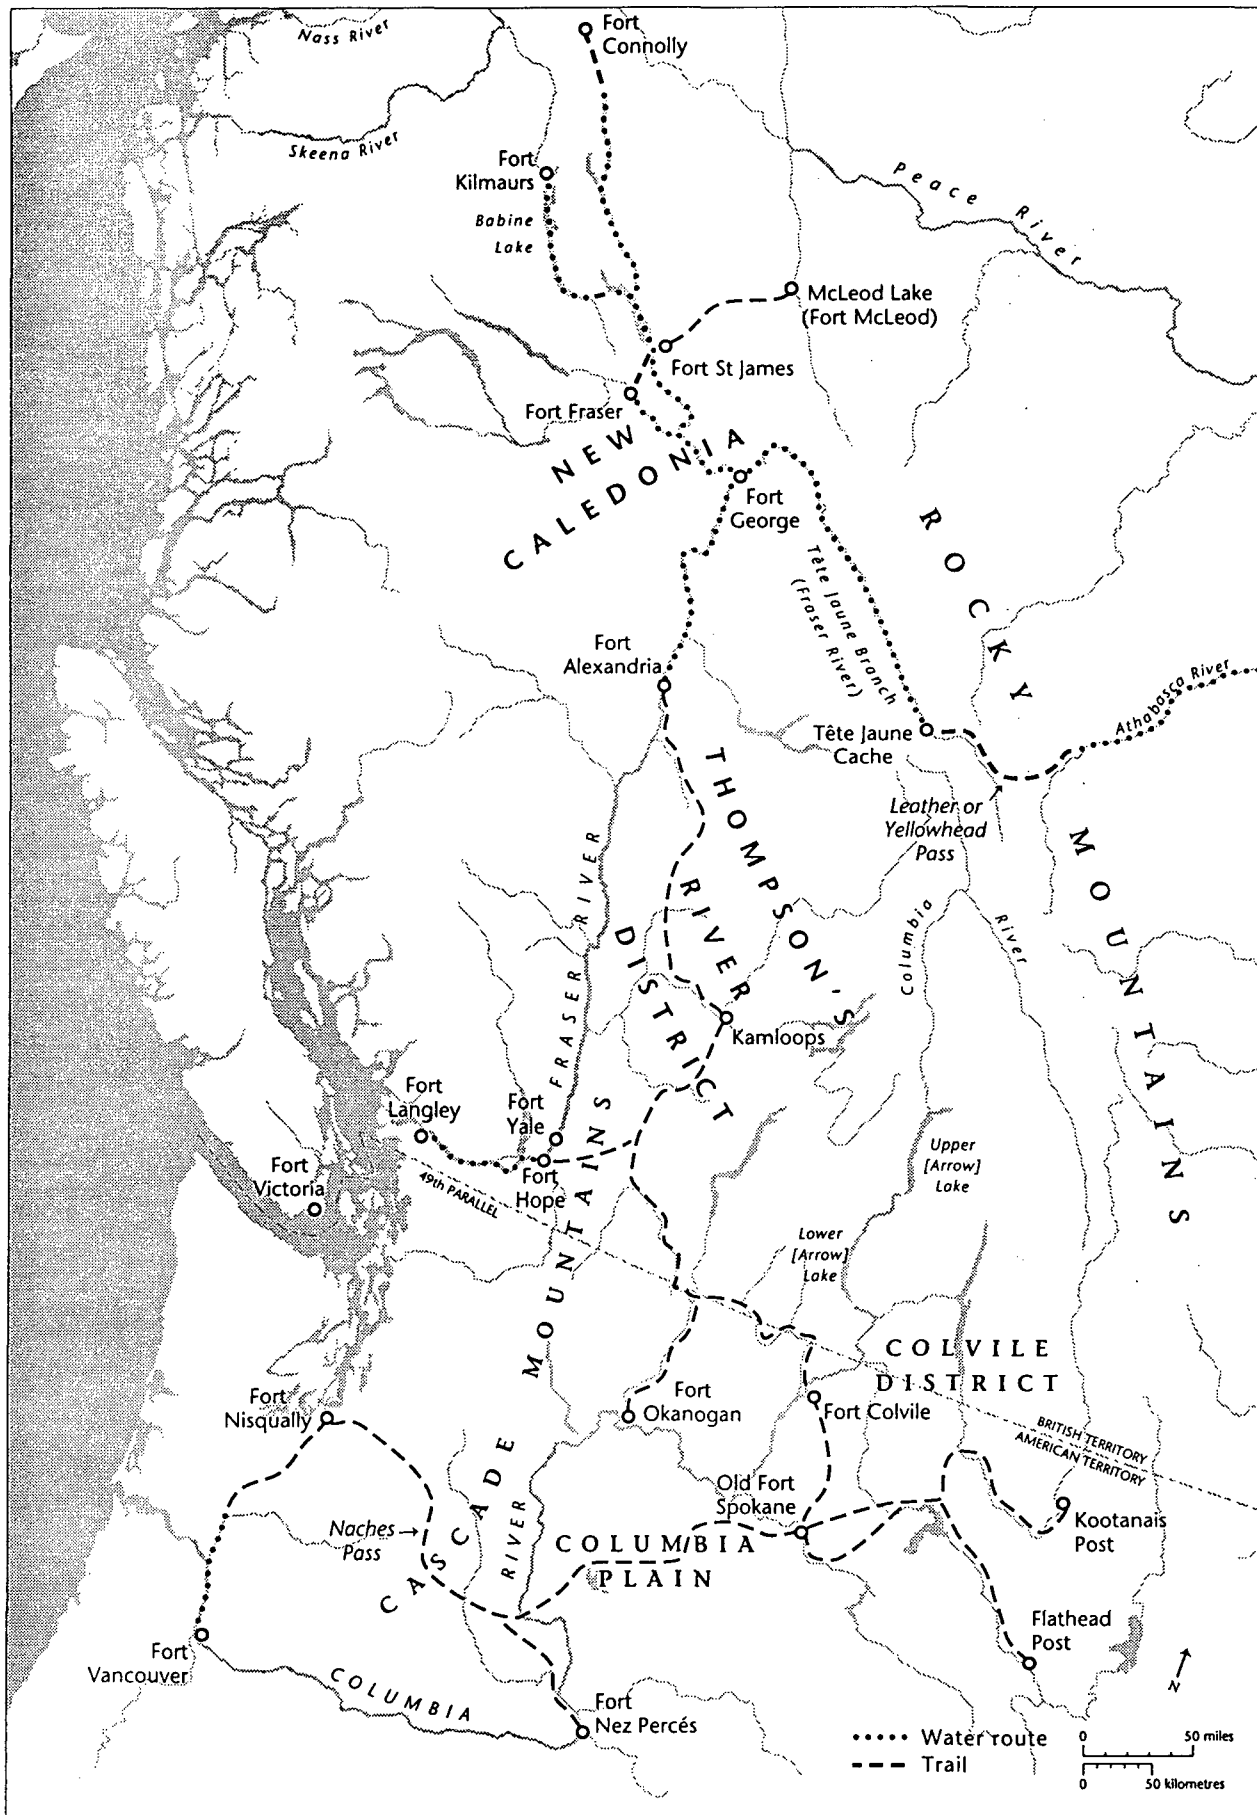 Fort
Connolly
Nass River
Skeena River
Fort
Kilmaurs
Babine
Lake
Peace River
McLeod Lake
(Fort McLeod)
Fort St James
Fort Fraser
NEW
CALEDONIA
Fort
George
ROCKY
MOUNTAINS
Tête Jaune Branch
(Fraser River)
Fort
Alexandria
Athabasca River
Tête Jaune
Cache
Leather or
Yellowhead
Pass
THOMPSON'S
RIVER
DISTRICT
FRASER RIVER
Columbia
River
Kamloops
Fort
Langley
Fort
Yale
Fort
Hope
Fort
Victoria
49th PARALLEL
Upper
[Arrow]
Lake
Lower
[Arrow]
Lake
CASCADE
MOUNTAINS
COLVILE
DISTRICT
Fort
Nisqually
Fort
Okanogan
Fort Colvile
BRITISH TERRITORY
AMERICAN TERRITORY
Old Fort
Spokane
Kootanais
Post
Naches
Pass
RIVER
COLUMBIA
PLAIN
Flathead
Post
Fort
Vancouver
COLUMBIA
Fort
Nez Percés
N
Water route
Trail
0 50 miles
0 50 kilometres